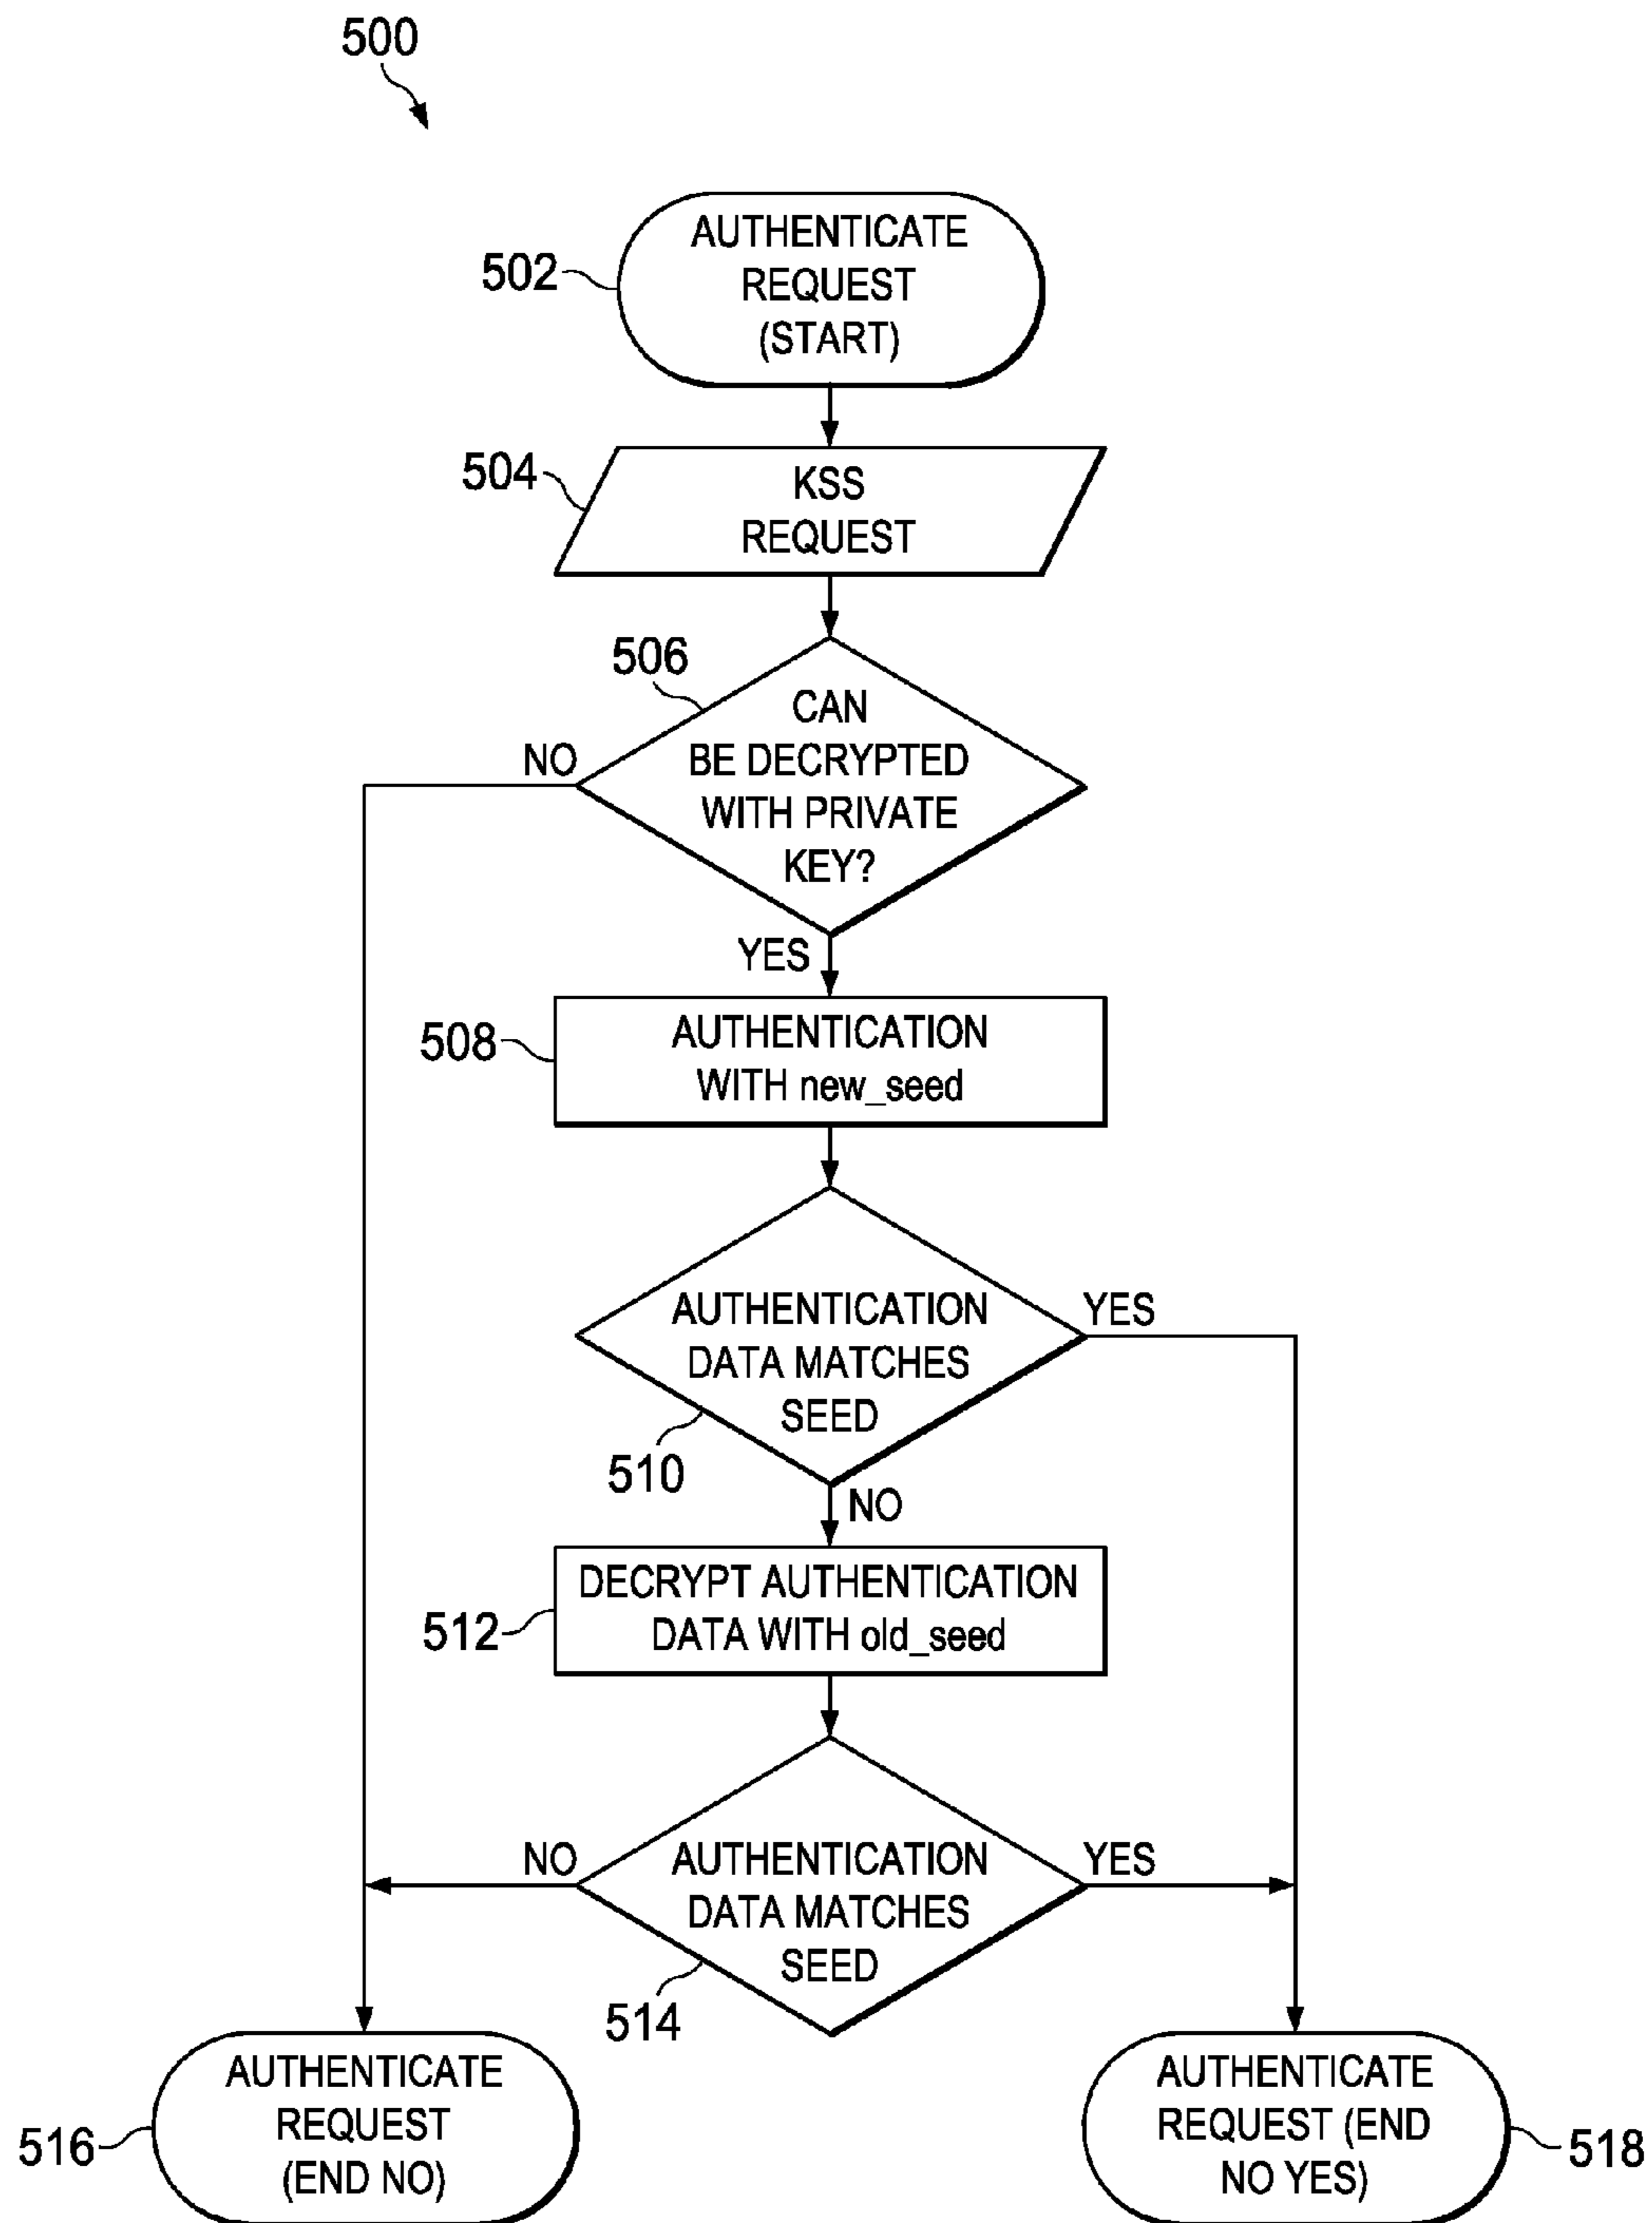 500
502
AUTHENTICATE
REQUEST
(START)
504
KSS
REQUEST
506
CAN
BE DECRYPTED
WITH PRIVATE
KEY?
NO
YES
508
AUTHENTICATION
WITH new_seed
AUTHENTICATION
DATA MATCHES
SEED
YES
510
NO
512
DECRYPT AUTHENTICATION
DATA WITH old_seed
NO
AUTHENTICATION
DATA MATCHES
SEED
YES
514
516
AUTHENTICATE
REQUEST
(END NO)
AUTHENTICATE
REQUEST (END
NO YES)
518